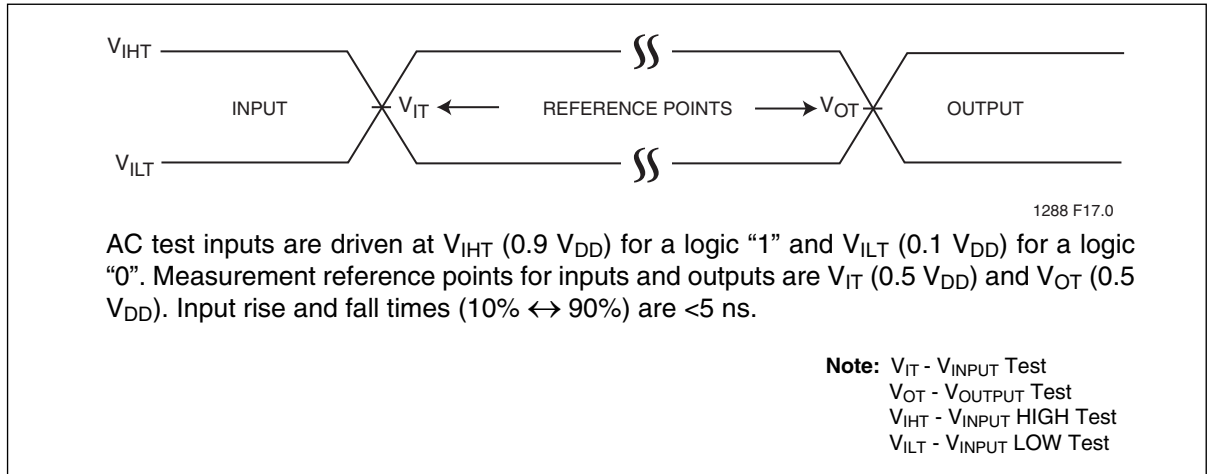 VIHT
INPUT VIT REFERENCE POINTS VOT OUTPUT
VILT
1288 F17.0
AC test inputs are driven at VIHT (0.9 VDD) for a logic “1” and VILT (0.1 VDD) for a logic
“0”. Measurement reference points for inputs and outputs are VIT (0.5 VDD) and VOT (0.5
VDD). Input rise and fall times (10% ↔ 90%) are <5 ns.
Note: VIT - VINPUT Test
VOT - VOUTPUT Test
VIHT - VINPUT HIGH Test
VILT - VINPUT LOW Test